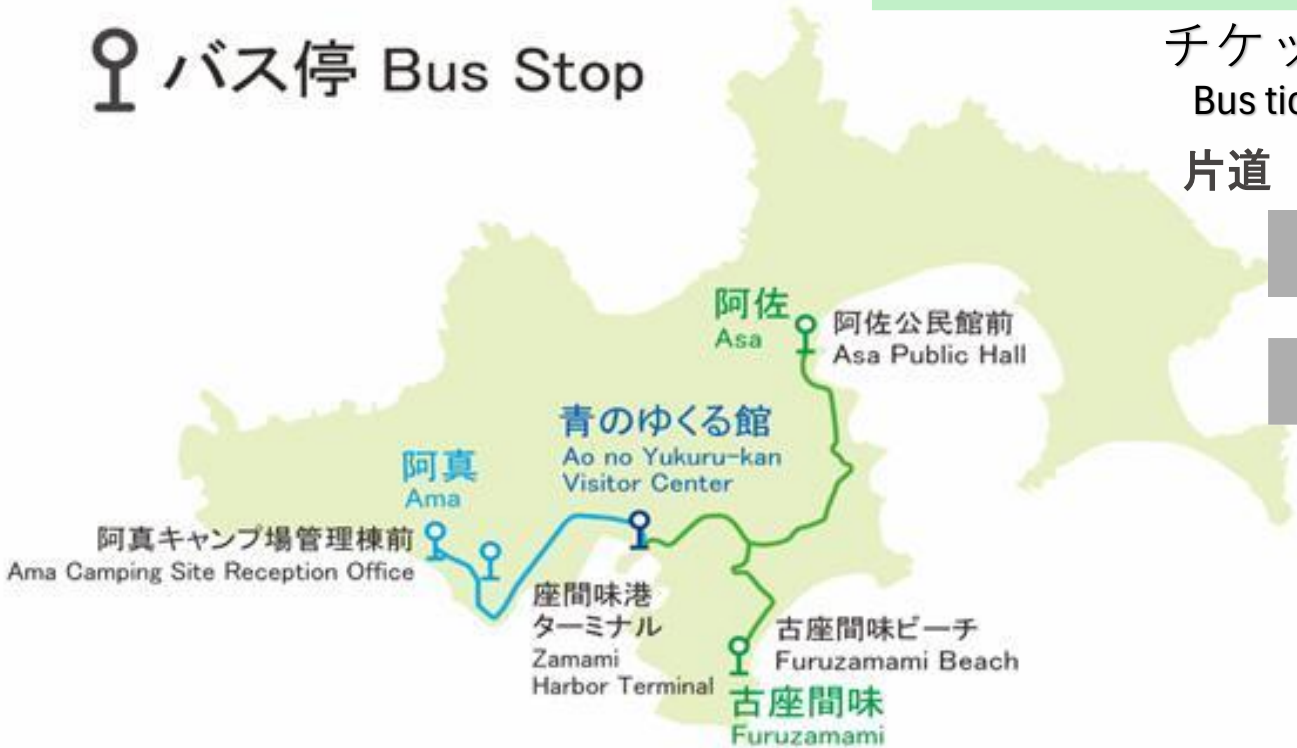 バス停 Bus Stop
チケッ
Bus tic
片道
阿佐
Asa
阿佐公民館前
Asa Public Hall
青のゆくる館
Ao no Yukuru-kan
Visitor Center
阿真
Ama
阿真キャンプ場管理棟前
Ama Camping Site Reception Office
座間味港
ターミナル
Zamami
Harbor Terminal
古座間味ビーチ
Furuzamami Beach
古座間味
Furuzamami